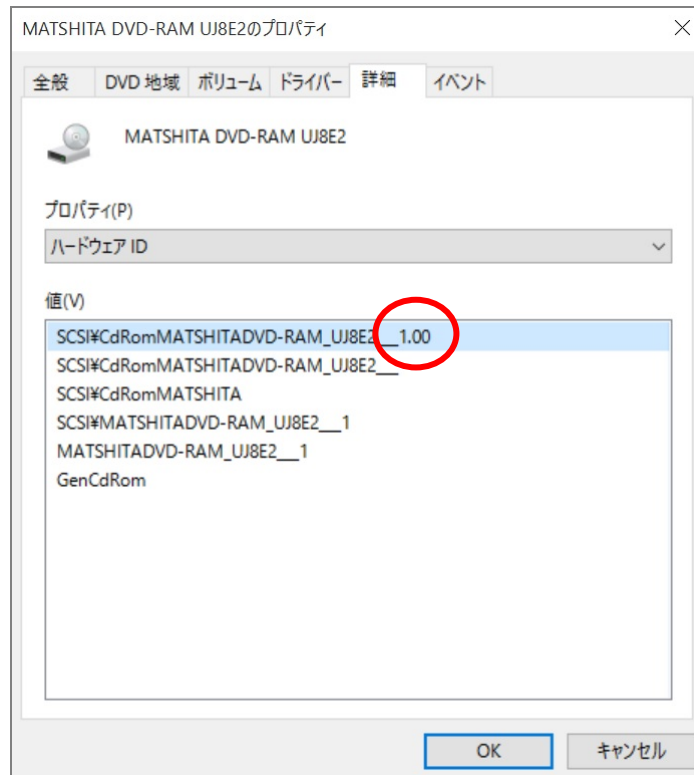 MATSHITA DVD-RAM UJ8E2のプロパティ
全般 DVD 地域 ボリューム ドライバー 詳細 イベント
MATSHITA DVD-RAM UJ8E2
プロパティ(P)
ハードウェア ID
値(V)
SCSI¥CdRomMATSHITADVD-RAM_UJ8E2___1.00
SCSI¥CdRomMATSHITADVD-RAM_UJ8E2___
SCSI¥CdRomMATSHITA
SCSI¥MATSHITADVD-RAM_UJ8E2___1
MATSHITADVD-RAM_UJ8E2___1
GenCdRom
OK キャンセル